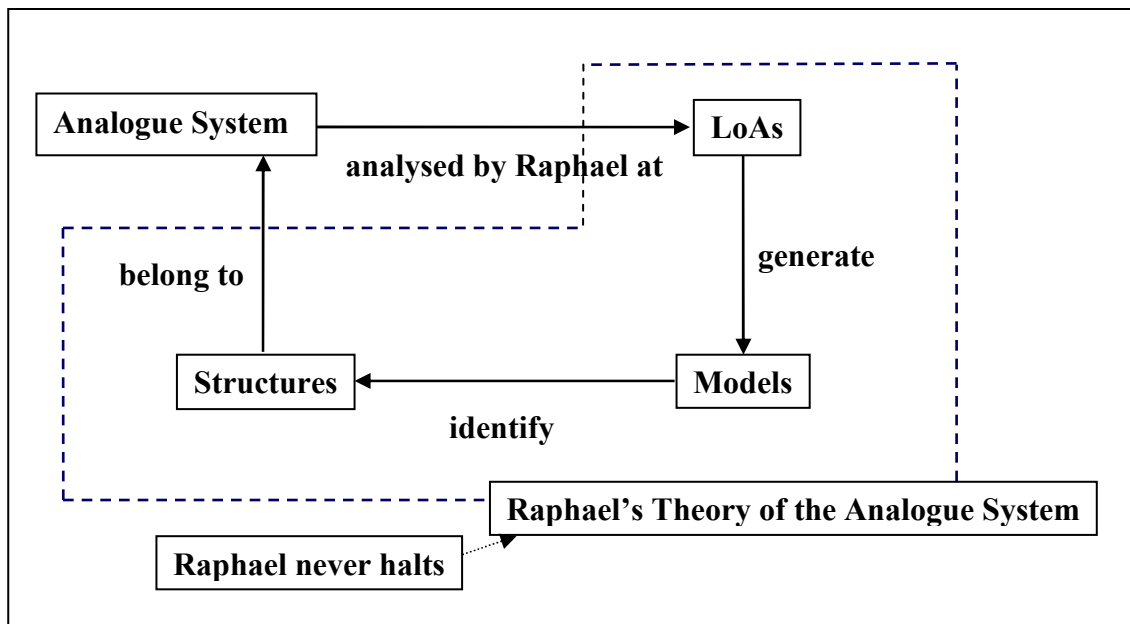 Analogue System
LoAs
analysed by Raphael at
generate
belong to
Structures
Models
identify
Raphael's Theory of the Analogue System
Raphael never halts